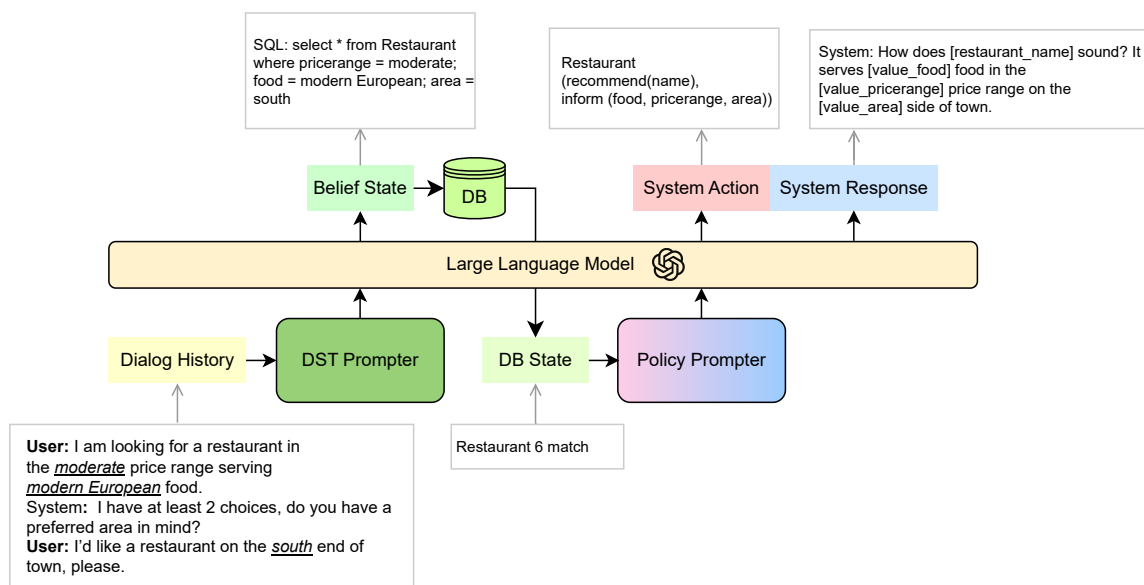 SQL: select * from Restaurant
where pricerange = moderate;
food = modern European; area =
south
Restaurant
(recommend(name),
inform (food, pricerange, area))
System: How does [restaurant_name] sound? It
serves [value_food] food in the
[value_pricerange] price range on the
[value_area] side of town.
Belief State
DB
System Action
System Response
Large Language Model
Dialog History
DST Prompter
DB State
Policy Prompter
User: I am looking for a restaurant in
the moderate price range serving
modern European food.
System: I have at least 2 choices, do you have a
preferred area in mind?
User: I'd like a restaurant on the south end of
town, please.
Restaurant 6 match